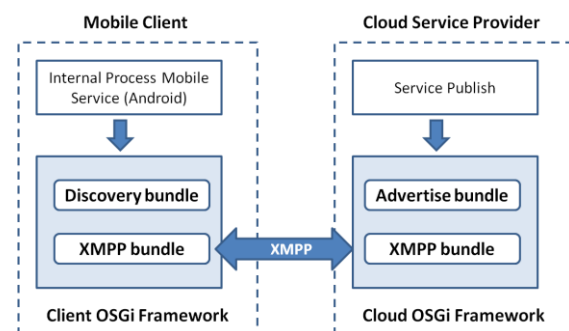 Mobile Client
Internal Process Mobile
Service (Android)
Discovery bundle
XMPP bundle
Client OSGi Framework
XMPP
Cloud Service Provider
Service Publish
Advertise bundle
XMPP bundle
Cloud OSGi Framework